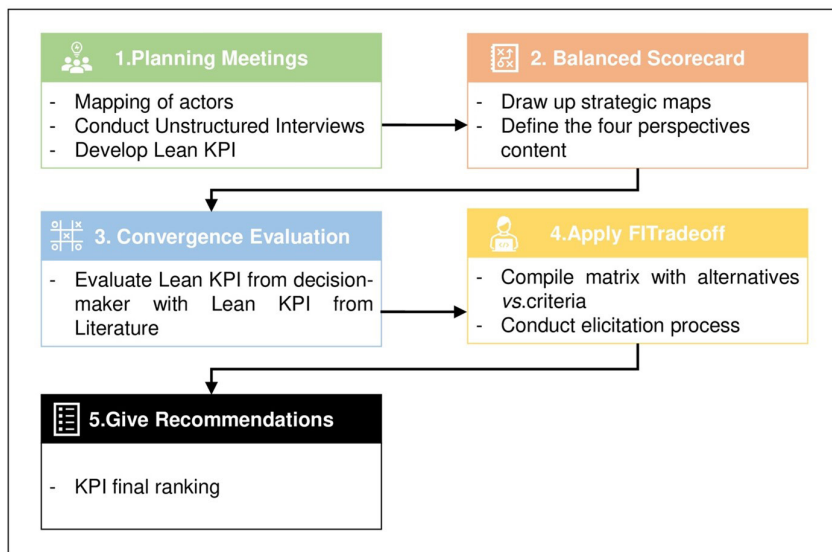 1.Planning Meetings
- Mapping of actors
- Conduct Unstructured Interviews
- Develop Lean KPI
2. Balanced Scorecard
- Draw up strategic maps
- Define the four perspectives
content
3. Convergence Evaluation
- Evaluate Lean KPI from decision-
maker with Lean KPI from
Literature
4.Apply FITradeoff
- Compile matrix with alternatives
vs.criteria
- Conduct elicitation process
5.Give Recommendations
- KPI final ranking